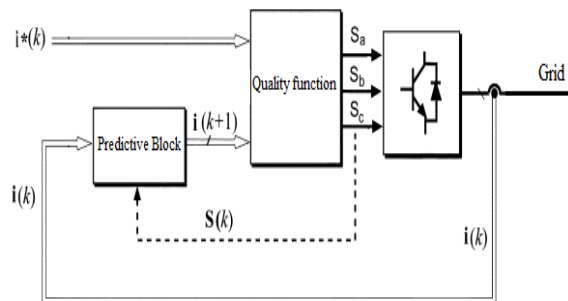 i*(k)
Quality function
Sa
Sb
Sc
Grid
Predictive Block
i (k+1)
i(k)
S(k)
i(k)